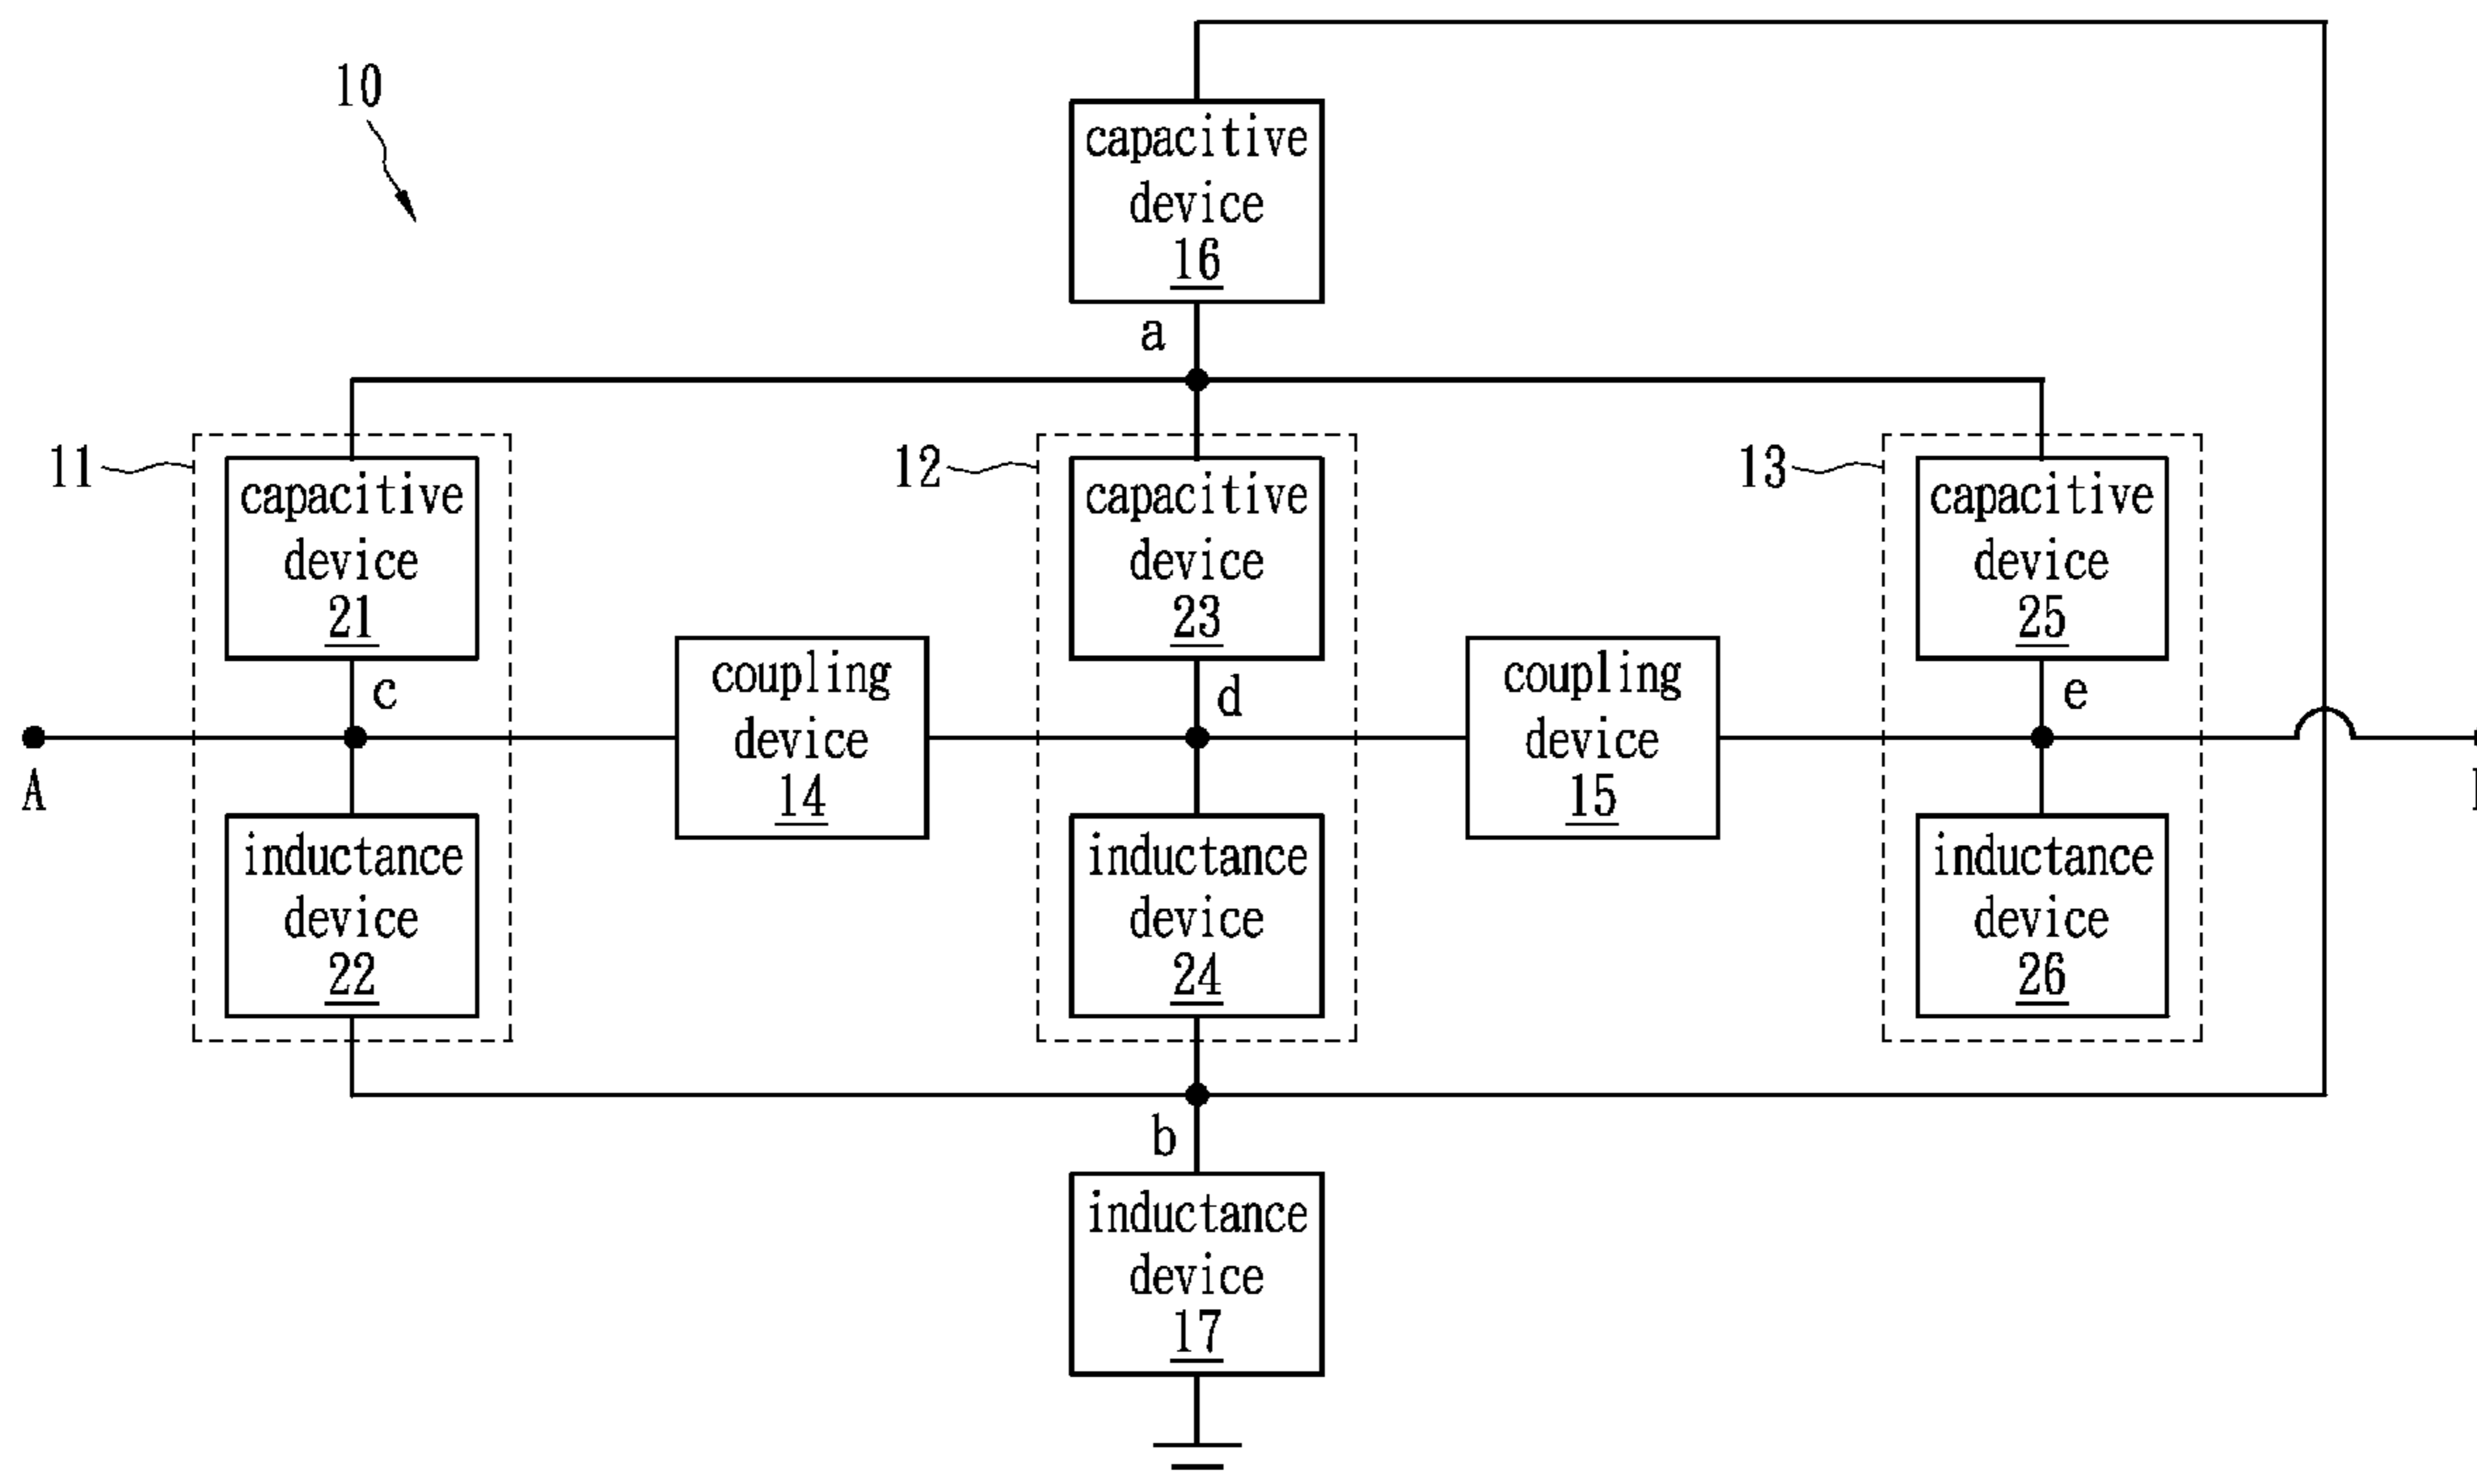 10
capacitive
device
16
a
11
capacitive
device
21
12
capacitive
device
23
13
capacitive
device
25
c
coupling
device
14
d
coupling
device
15
e
A
inductance
device
22
inductance
device
24
inductance
device
26
b
inductance
device
17